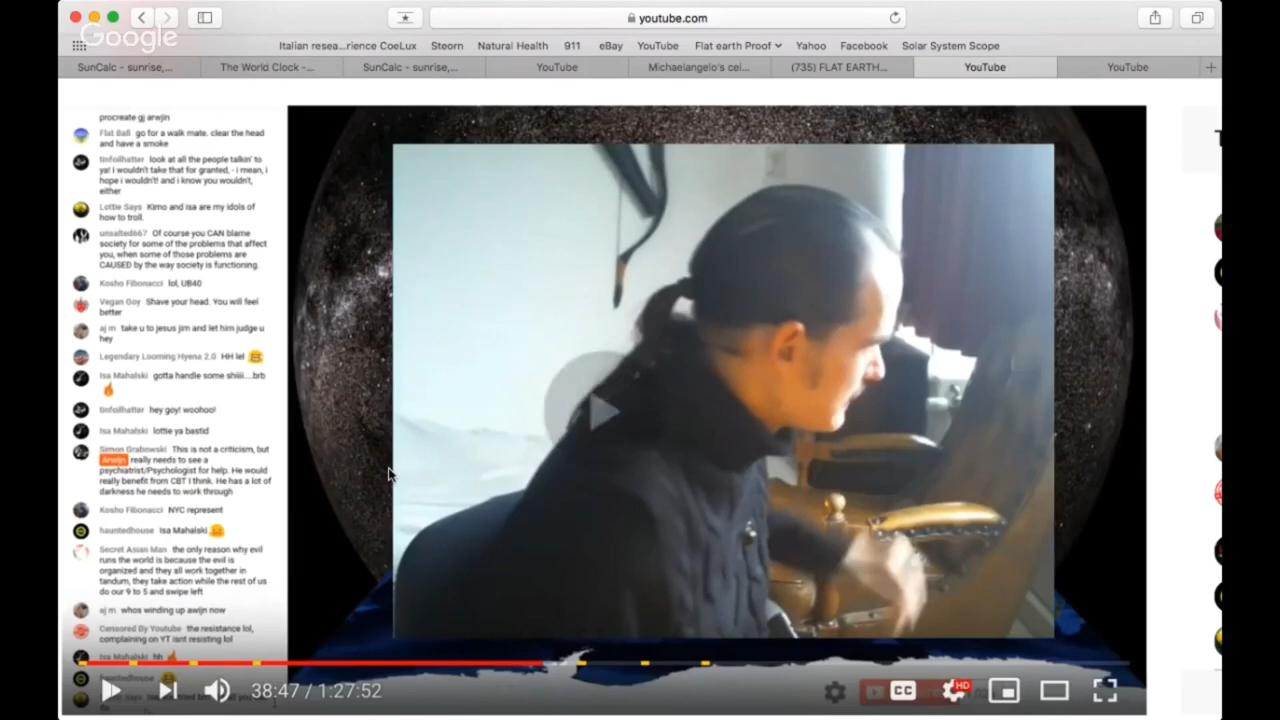 youtube.com
Google
Italian resea...rience CoeLux Steorn Natural Health 911 eBay YouTube Flat earth Proof Yahoo Facebook Solar System Scope
SunCalc - sunrise,... The World Clock -... SunCalc - sunrise,... YouTube Michaelangelo's cei... (735) FLAT EARTH... YouTube YouTube
procreate gj arwjin
Flat Ball go for a walk mate. clear the head
and have a smoke
tinfoilhatter look at all the people talkin' to
ya! i wouldn't take that for granted, - i mean, i
hope i wouldn't! and i know you wouldn't,
either
Lottie Says Kimo and isa are my idols of
how to troll.
unsalted667 Of course you CAN blame
society for some of the problems that affect
you, when some of those problems are
CAUSED by the way society is functioning.
Kosho Fibonacci lol, UB40
Vegan Goy Shave your head. You will feel
better
aj m take u to jesus jim and let him judge u
hey
Legendary Looming Hyena 2.0 HH lel
Isa Mahalski gotta handle some shiii....brb
tinfoilhatter hey goy! woohoo!
Isa Mahalski lottie ya bastid
Simon Grabowski This is not a criticism, but
Arwijn really needs to see a
psychiatrist/Psychologist for help. He would
really benefit from CBT I think. He has a lot of
darkness he needs to work through
Kosho Fibonacci NYC represent
hauntedhouse Isa Mahalski
Secret Asian Man the only reason why evil
runs the world is because the evil is
organized and they all work together in
tandum, they take action while the rest of us
do our 9 to 5 and swipe left
aj m whos winding up awijn now
Censored By Youtube the resistance lol,
complaining on YT isnt resisting lol
Isa Mahalski hh
hauntedhouse
38:47 / 1:27:52
CC
HD